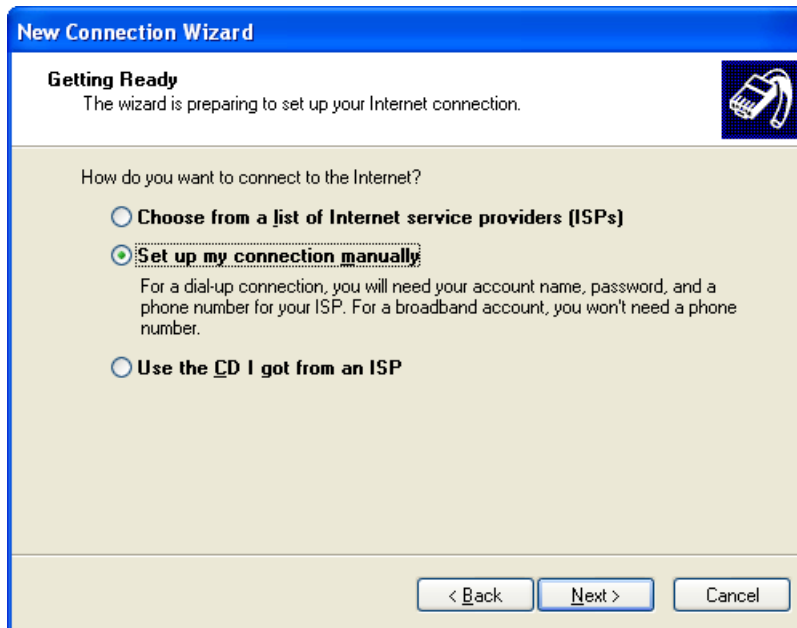 New Connection Wizard
Getting Ready
The wizard is preparing to set up your Internet connection.
How do you want to connect to the Internet?
Choose from a list of Internet service providers (ISPs)
Set up my connection manually
For a dial-up connection, you will need your account name, password, and a
phone number for your ISP. For a broadband account, you won't need a phone
number.
Use the CD I got from an ISP
< Back Next > Cancel